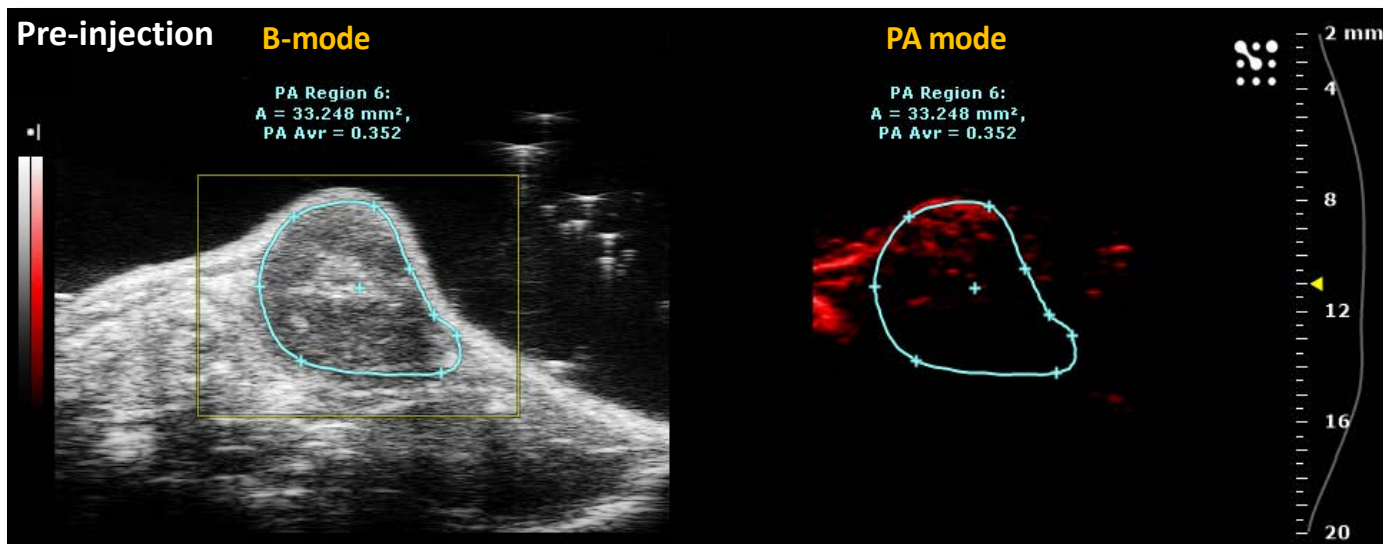 Pre-injection
B-mode
PA mode
PA Region 6:
A = 33.248 mm²,
PA Avr = 0.352
PA Region 6:
A = 33.248 mm²,
PA Avr = 0.352
2 mm
4
8
12
16
20